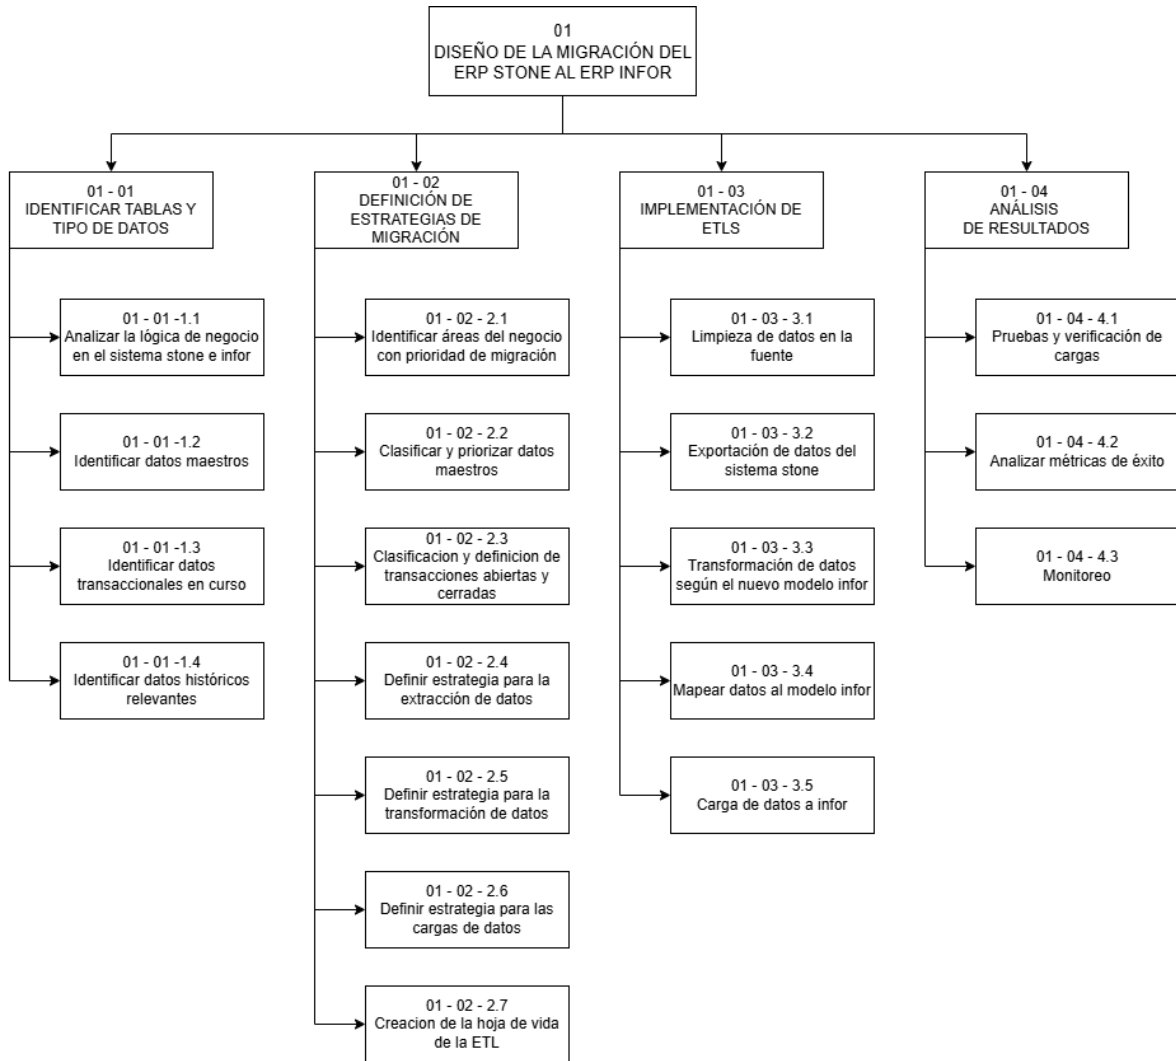 01
DISEÑO DE LA MIGRACIÓN DEL
ERP STONE AL ERP INFOR
01 - 01
IDENTIFICAR TABLAS Y
TIPO DE DATOS
01 - 01 -1.1
Analizar la lógica de negocio
en el sistema stone e infor
01 - 01 -1.2
Identificar datos maestros
01 - 01 -1.3
Identificar datos
transaccionales en curso
01 - 01 -1.4
Identificar datos históricos
relevantes
01 - 02
DEFINICIÓN DE
ESTRATEGIAS DE
MIGRACIÓN
01 - 02 - 2.1
Identificar áreas del negocio
con prioridad de migración
01 - 02 - 2.2
Clasificar y priorizar datos
maestros
01 - 02 - 2.3
Clasificacion y definicion de
transacciones abiertas y
cerradas
01 - 02 - 2.4
Definir estrategia para la
extracción de datos
01 - 02 - 2.5
Definir estrategia para la
transformación de datos
01 - 02 - 2.6
Definir estrategia para las
cargas de datos
01 - 02 - 2.7
Creacion de la hoja de vida
de la ETL
01 - 03
IMPLEMENTACIÓN DE
ETLS
01 - 03 - 3.1
Limpieza de datos en la
fuente
01 - 03 - 3.2
Exportación de datos del
sistema stone
01 - 03 - 3.3
Transformación de datos
según el nuevo modelo infor
01 - 03 - 3.4
Mapear datos al modelo infor
01 - 03 - 3.5
Carga de datos a infor
01 - 04
ANÁLISIS
DE RESULTADOS
01 - 04 - 4.1
Pruebas y verificación de
cargas
01 - 04 - 4.2
Analizar métricas de éxito
01 - 04 - 4.3
Monitoreo